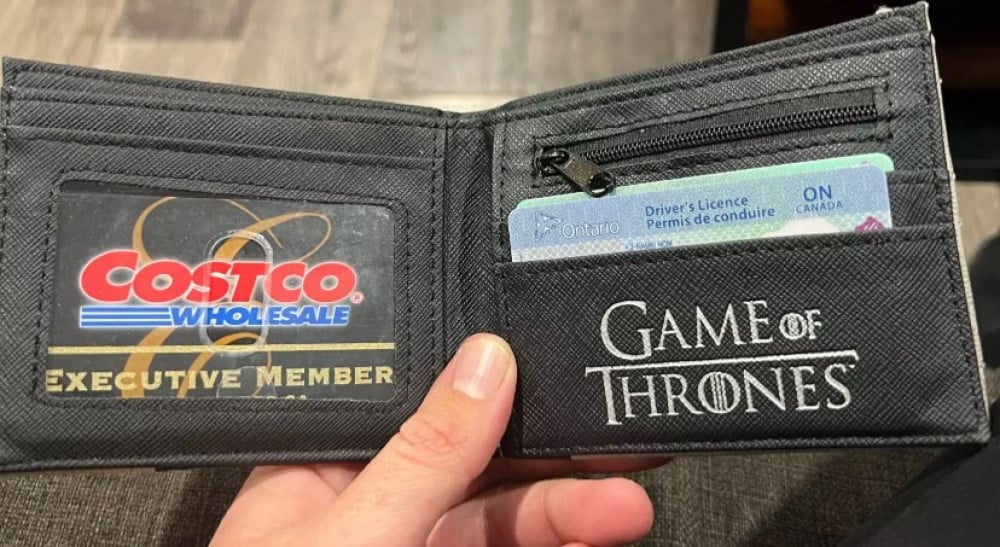 COSTCO
WHOLESALE
EXECUTIVE MEMBER
Ontario
Driver's Licence
Permis de conduire
ON
CANADA
GAME OF
THRONES